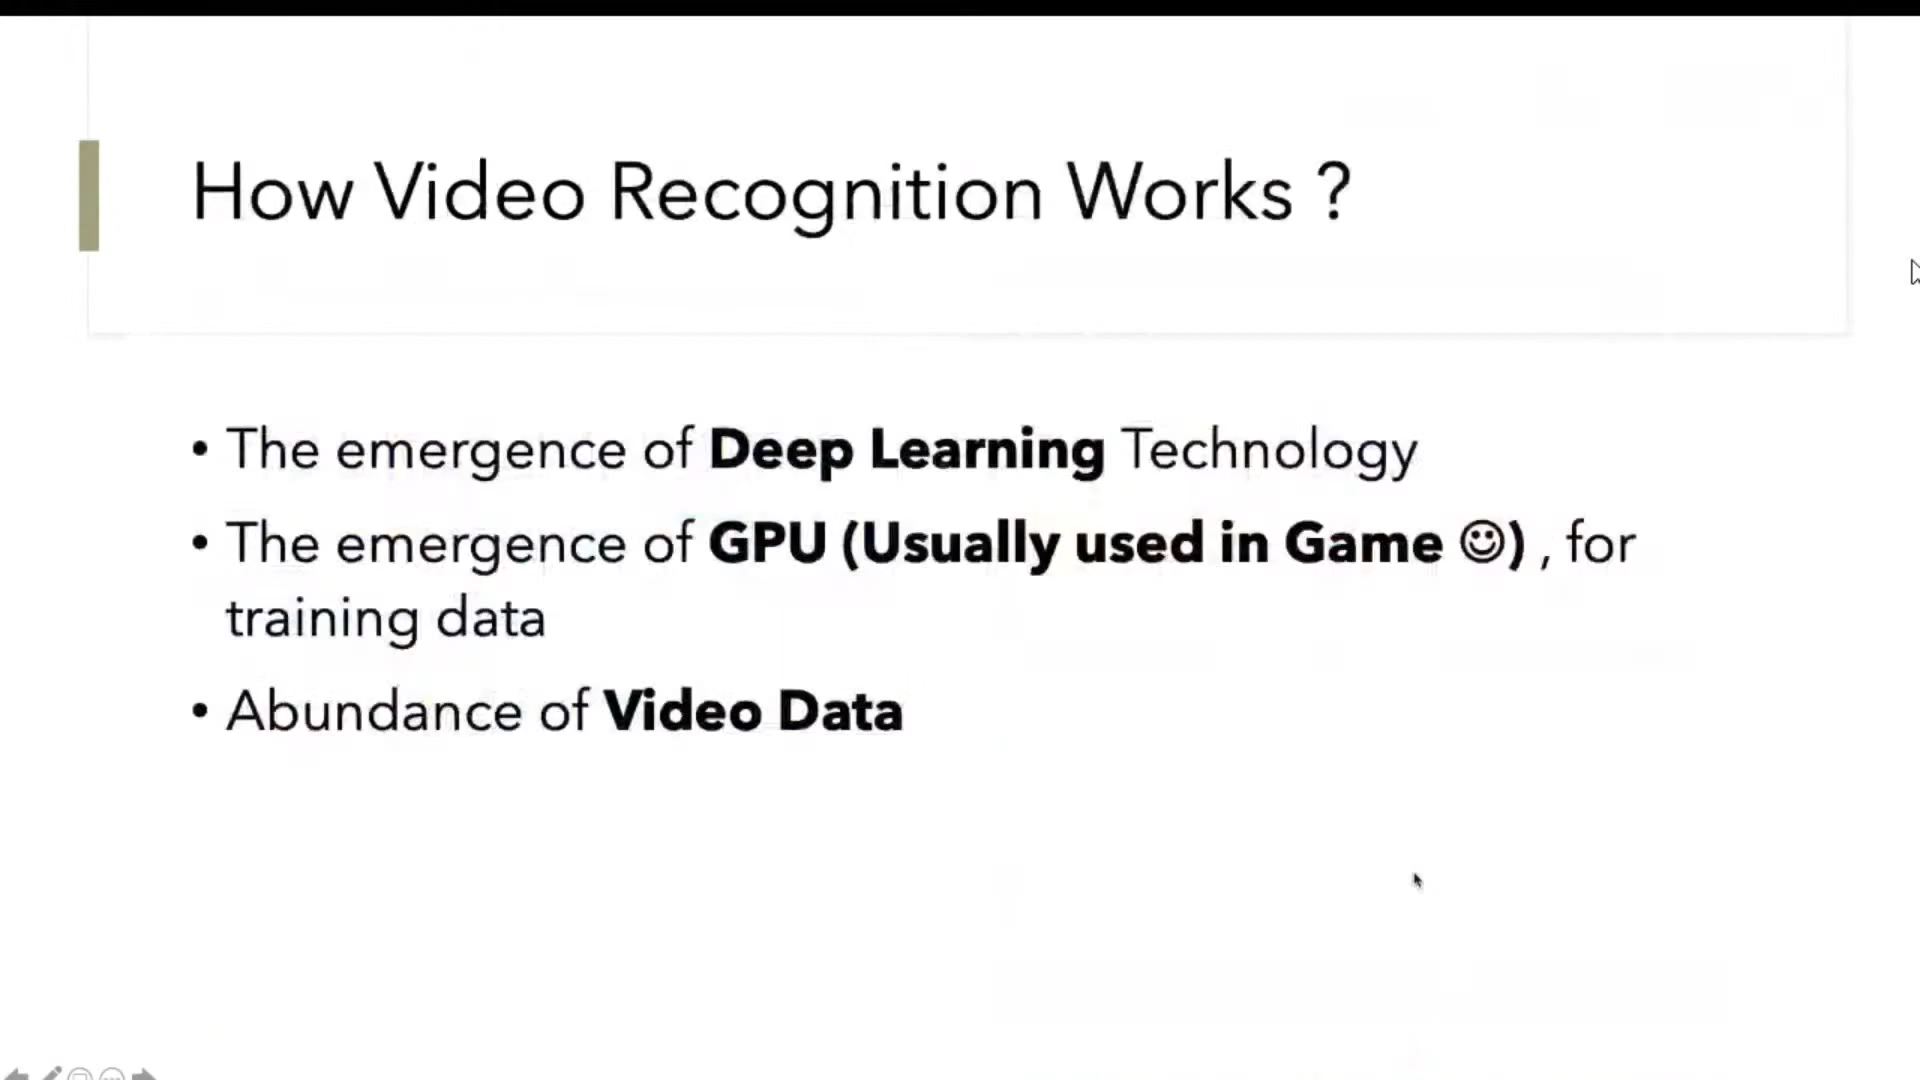 How Video Recognition Works ?
• The emergence of Deep Learning Technology
• The emergence of GPU (Usually used in Game ☺) , for
training data
• Abundance of Video Data